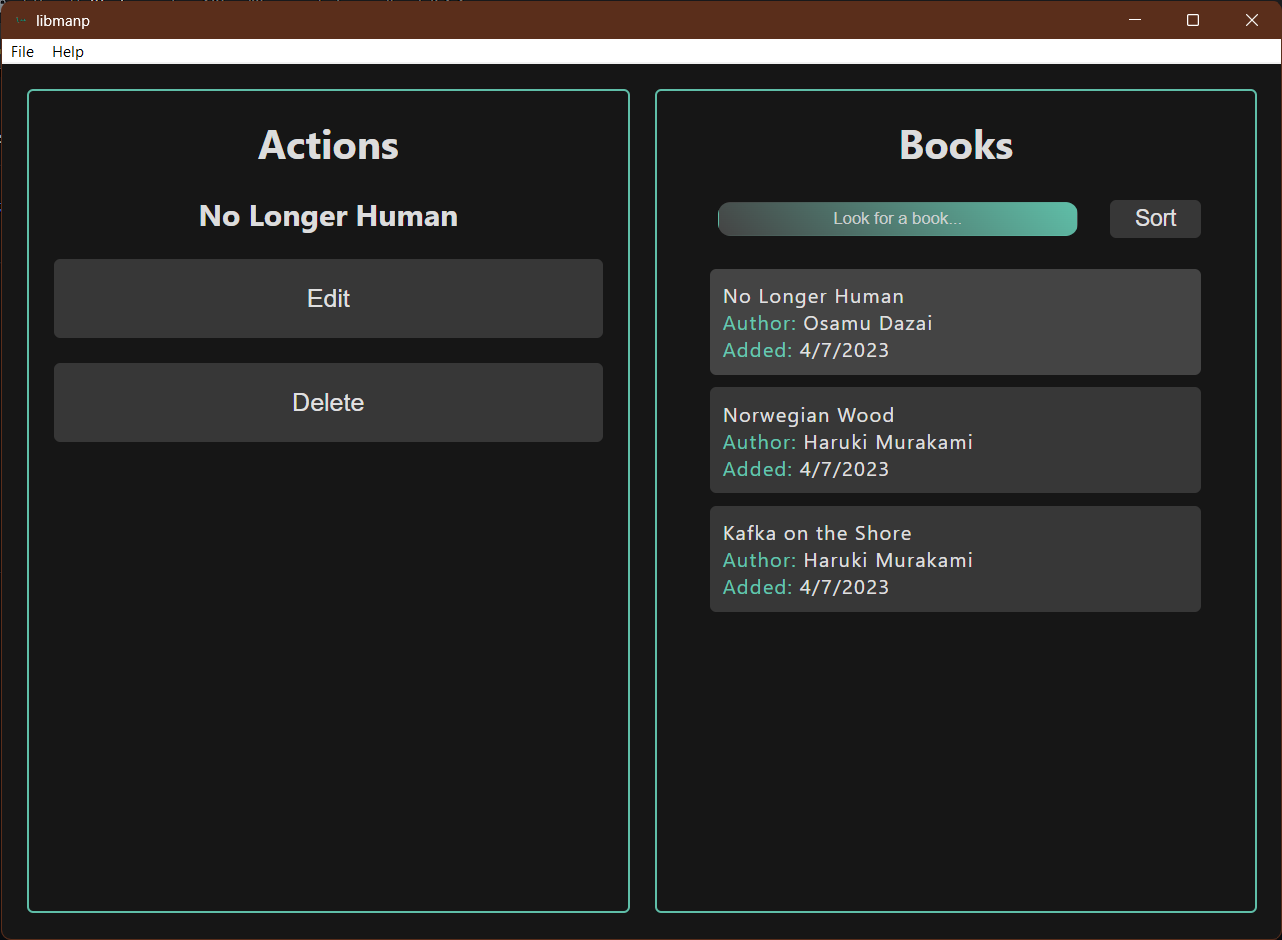 libmanp
File Help
Actions
No Longer Human
Edit
Delete
Books
Look for a book...
Sort
No Longer Human
Author: Osamu Dazai
Added: 4/7/2023
Norwegian Wood
Author: Haruki Murakami
Added: 4/7/2023
Kafka on the Shore
Author: Haruki Murakami
Added: 4/7/2023